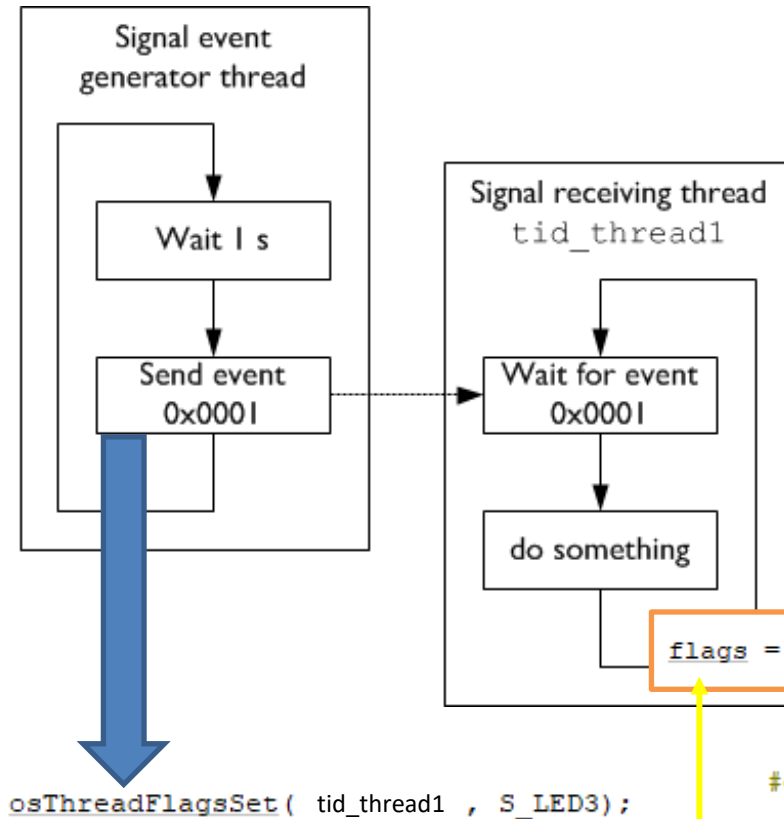 Signal event
generator thread
Wait 1 s
Send event
0x0001
Signal receiving thread
tid_thread1
Wait for event
0x0001
do something
flags =
#
osThreadFlagsSet( tid_thread1 , S_LED3);